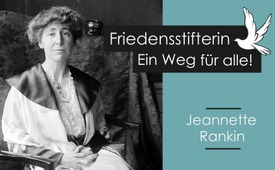 Friedensstifterin
Ein Weg für alle!
Jeannette
Rankin